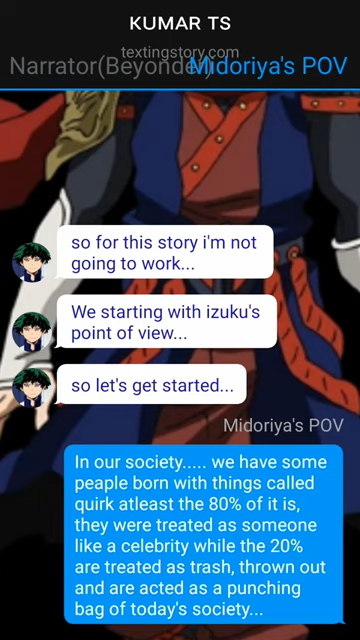 KUMAR TS
textingstory.com
Narrator(Beyonder)
Midoriya's POV
so for this story i'm not
going to work...
We starting with izuku's
point of view...
so let's get started...
Midoriya's POV
In our society..... we have some
peaple born with things called
quirk atleast the 80% of it is,
they were treated as someone
like a celebrity while the 20%
are treated as trash, thrown out
and are acted as a punching
bag of today's society...